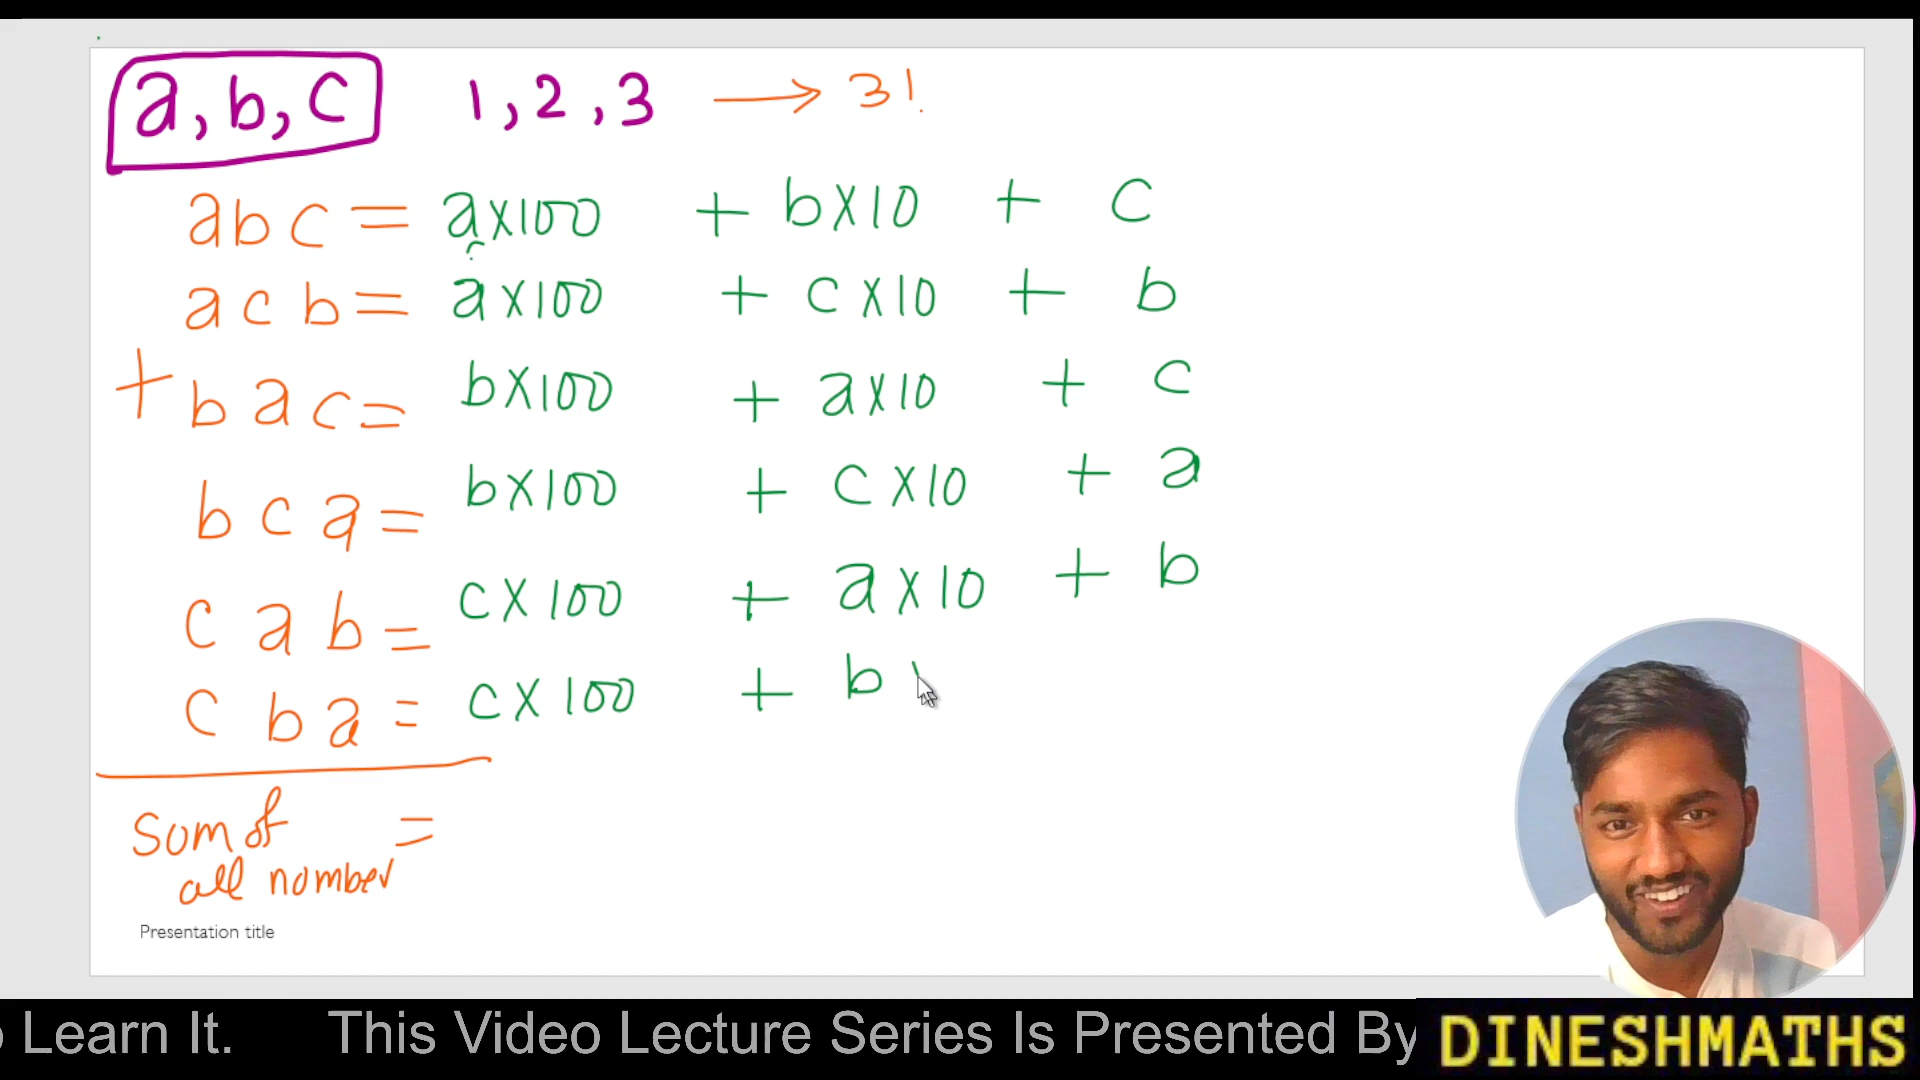 a, b, c 1, 2, 3 → 3!
abc = a×100 + b×10 + c
acb = a×100 + c×10 + b
+ bac = b×100 + a×10 + c
bca = b×100 + c×10 + a
cab = c×100 + a×10 + b
cba = c×100 + b
Sum of =
all number
Presentation title
Learn It. This Video Lecture Series Is Presented By DINESHMATHS